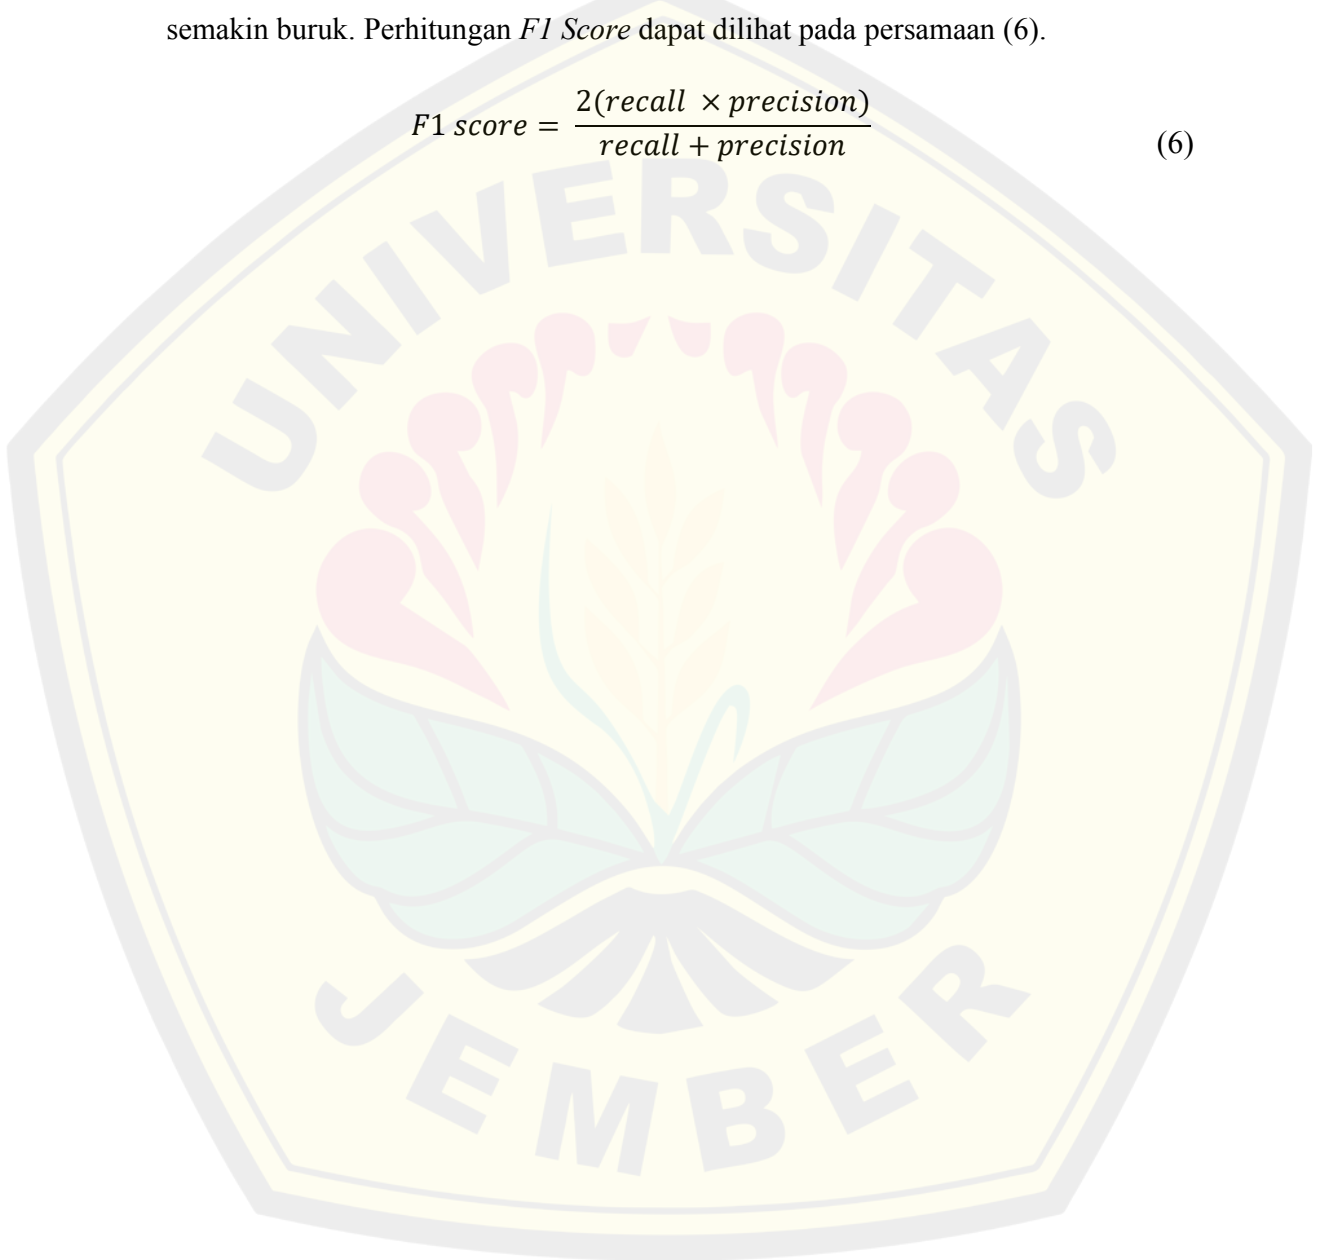 semakin buruk. Perhitungan F1 Score dapat dilihat pada persamaan (6).
F1 score = 2(recall × precision) / recall + precision (6)
UNIVERSITAS
JEMBER